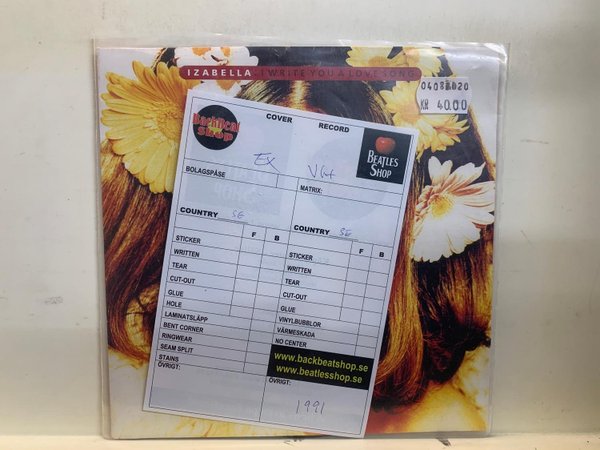 IZABELLA - I WRITE YOU A LOVE SONG
040SB020
KR 40.00
BackBeat SHOP
COVER
RECORD
BEATLES SHOP
EX
VG+
BOLAGSPÅSE
MATRIX:
COUNTRY SE
COUNTRY SE
F B
F B
STICKER
STICKER
WRITTEN
WRITTEN
TEAR
TEAR
CUT-OUT
CUT-OUT
GLUE
GLUE
HOLE
VINYLBUBBLOR
LAMINATSLÄPP
VÄRMESKADA
BENT CORNER
NO CENTER
RINGWEAR
SEAM SPLIT
STAINS
www.backbeatshop.se
www.beatlesshop.se
ÖVRIGT:
ÖVRIGT:
1991